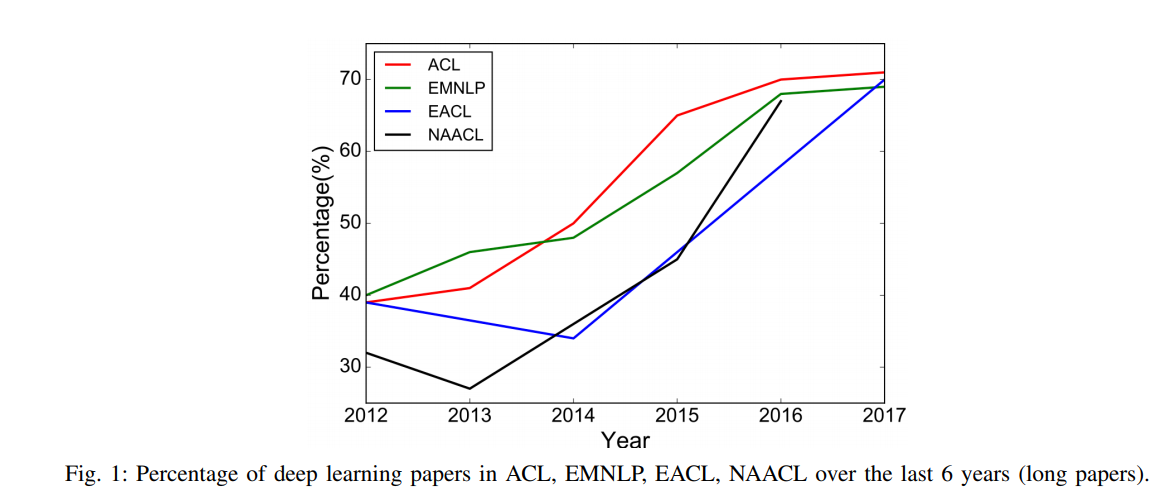 70
60
50
40
30
Percentage(%)
ACL
EMNLP
EACL
NAACL
2012 2013 2014 2015 2016 2017
Year
Fig. 1: Percentage of deep learning papers in ACL, EMNLP, EACL, NAACL over the last 6 years (long papers).